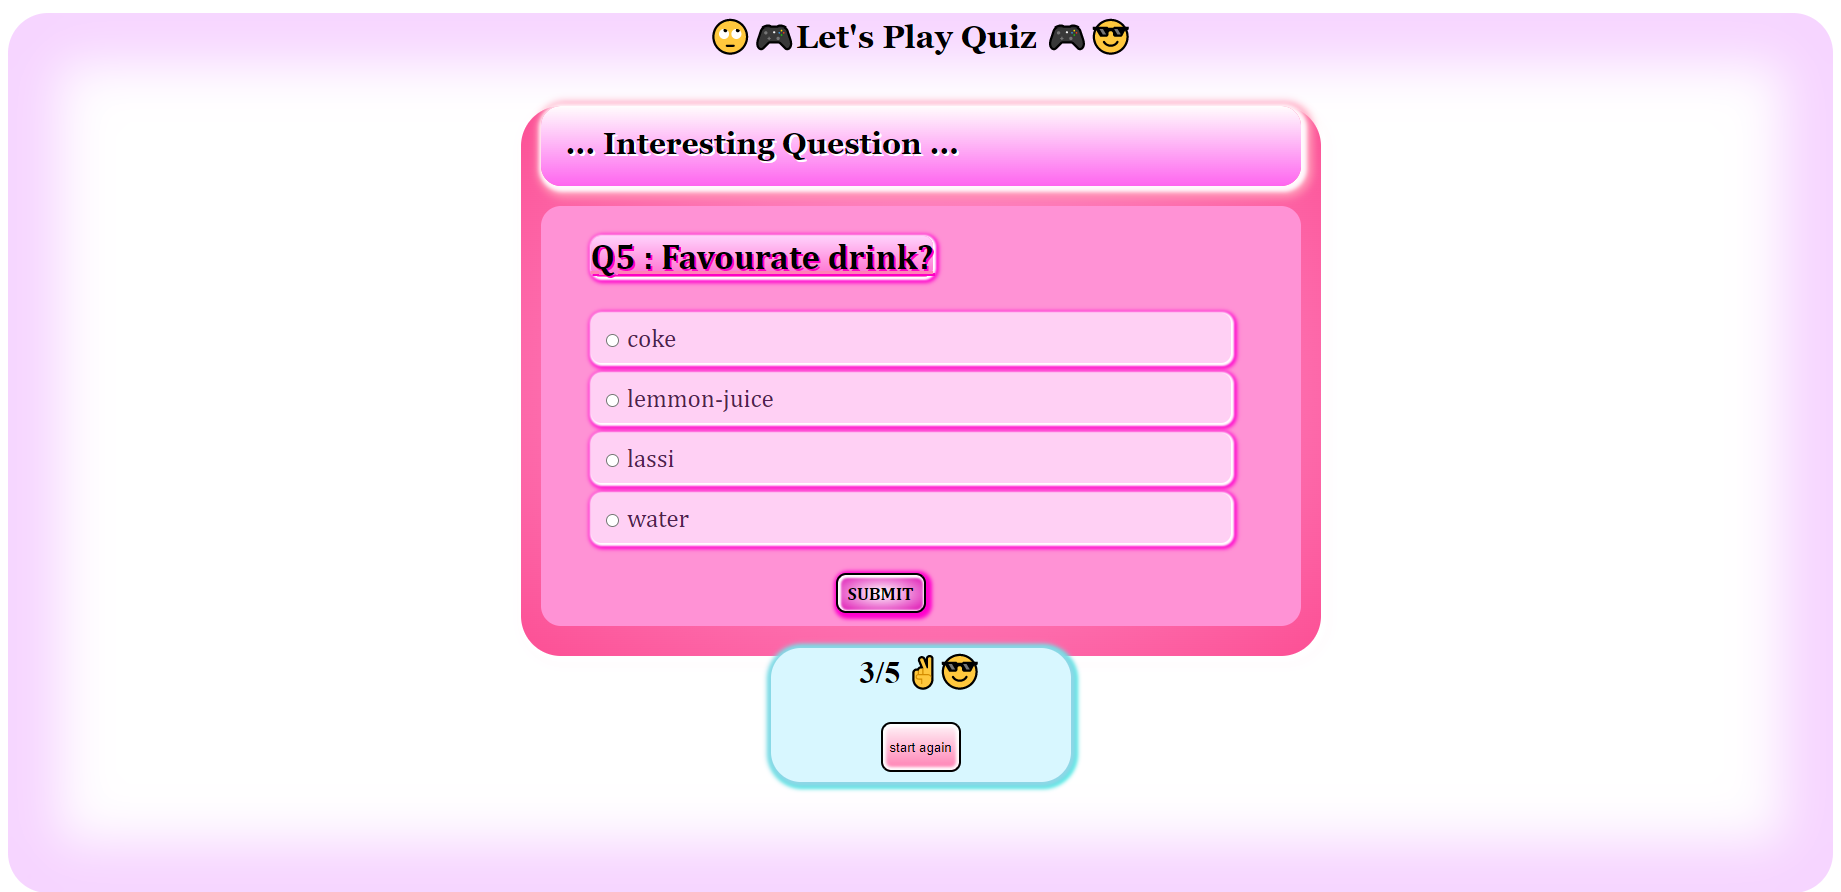 🙄 🎮Let's Play Quiz 🎮😎
... Interesting Question ...
Q5 : Favourate drink?
coke
lemmon-juice
lassi
water
SUBMIT
3/5 ✌😎
start again